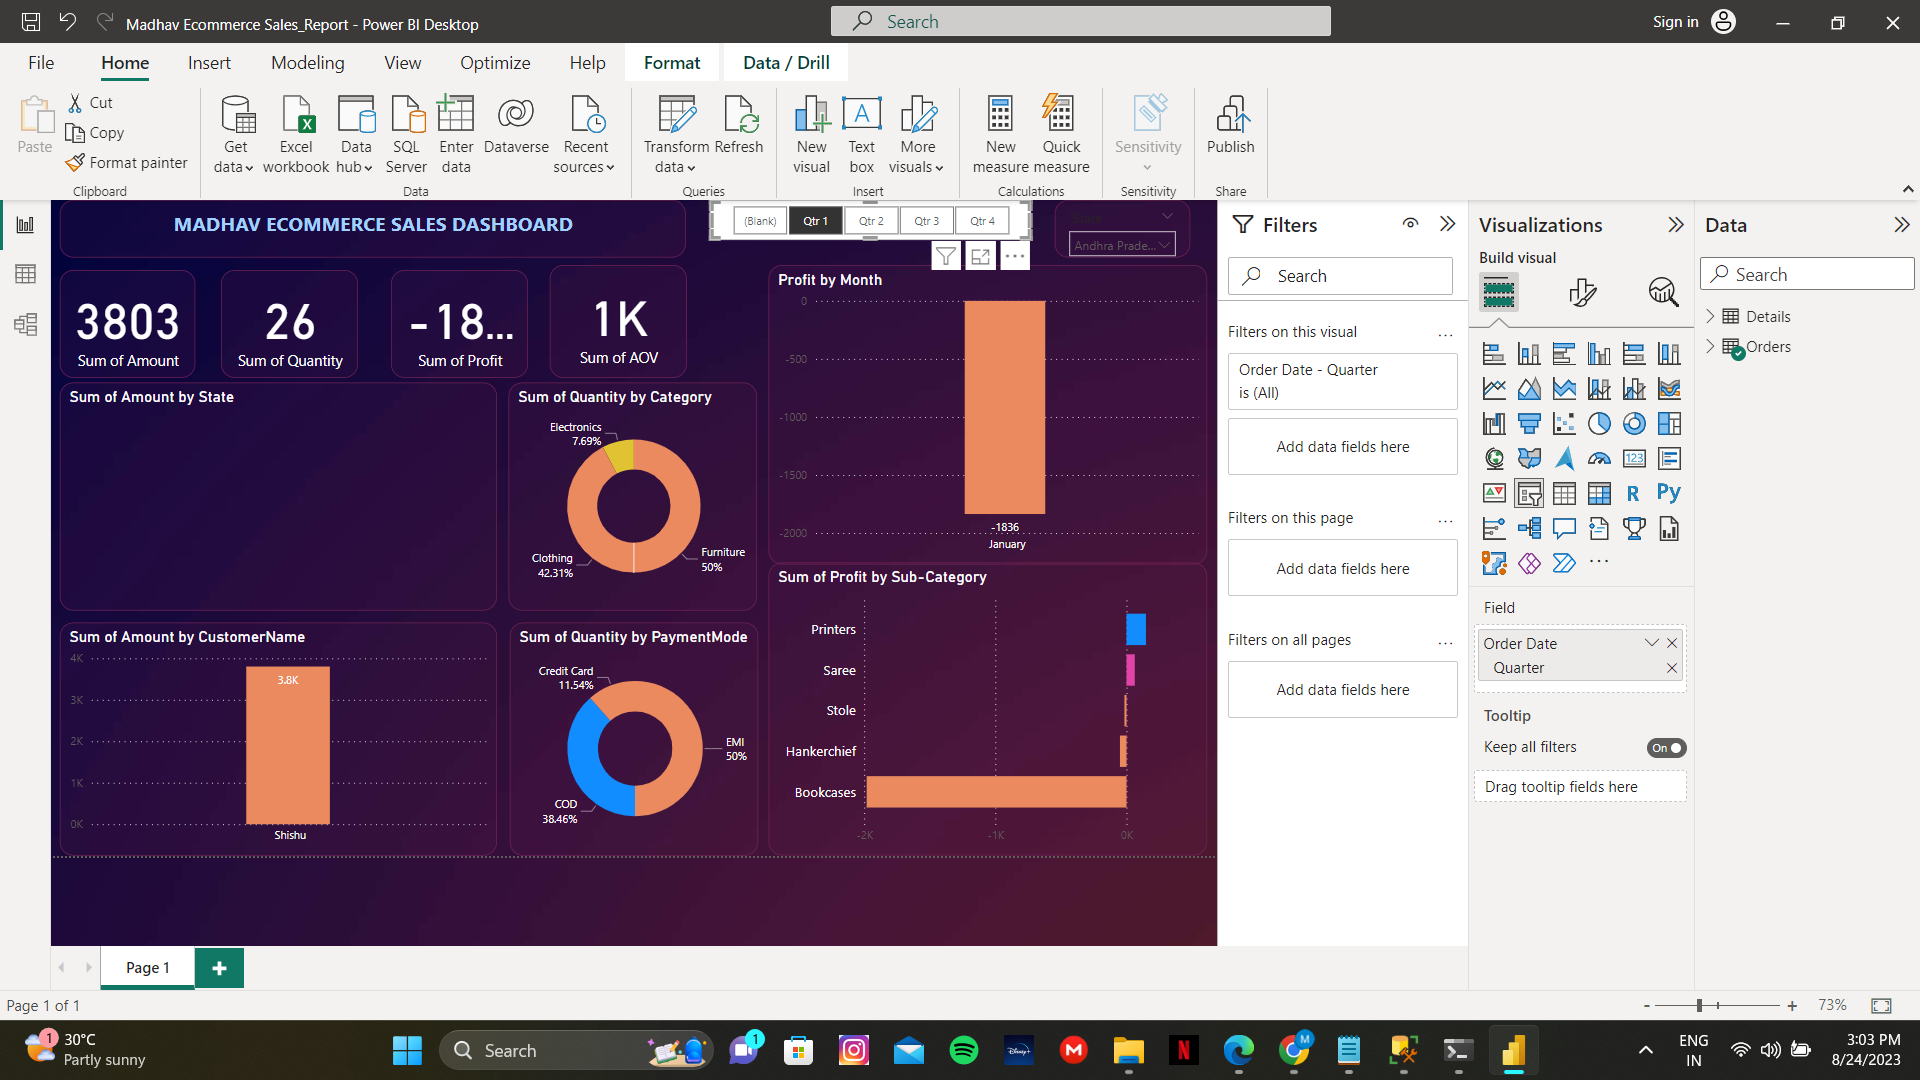 Madhav Ecommerce Sales_Report - Power BI Desktop
Search
Sign in
File Home Insert Modeling View Optimize Help Format Data / Drill
Paste
Cut
Copy
Format painter
Clipboard
Get data
Excel workbook
Data hub
SQL Server
Enter data
Dataverse
Recent sources
Data
Transform data
Refresh
Queries
New visual
Text box
More visuals
Insert
New measure
Quick measure
Calculations
Sensitivity
Sensitivity
Publish
Share
MADHAV ECOMMERCE SALES DASHBOARD
(Blank) Qtr 1 Qtr 2 Qtr 3 Qtr 4
State
Andhra Prade...
3803
Sum of Amount
26
Sum of Quantity
-18...
Sum of Profit
1K
Sum of AOV
Profit by Month
0
-500
-1000
-1500
-2000
-1836
January
Sum of Amount by State
Sum of Quantity by Category
Electronics
7.69%
Clothing
42.31%
Furniture
50%
Sum of Profit by Sub-Category
Printers
Saree
Stole
Hankerchief
Bookcases
-2K -1K 0K
Sum of Amount by CustomerName
4K
3K
2K
1K
0K
3.8K
Shishu
Sum of Quantity by PaymentMode
Credit Card
11.54%
EMI
50%
COD
38.46%
Filters
Search
Filters on this visual
Order Date - Quarter
is (All)
Add data fields here
Filters on this page
Add data fields here
Filters on all pages
Add data fields here
Visualizations
Build visual
123
R
Py
Field
Order Date
Quarter
Tooltip
Keep all filters
On
Drag tooltip fields here
Data
Search
Details
Orders
Page 1
Page 1 of 1
- + 73%
1
30°C
Partly sunny
Search
1
Disney+
M
N
M
ENG
IN
3:03 PM
8/24/2023